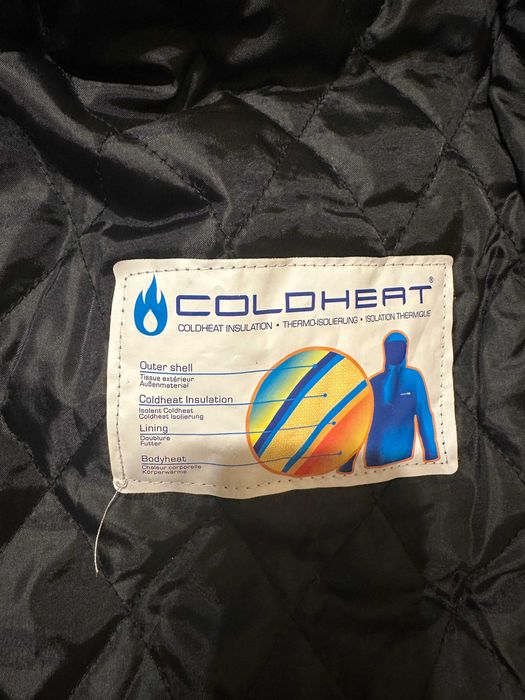 COLDHEAT®
COLDHEAT INSULATION • THERMO-ISOLIERUNG • ISOLATION THERMIQUE
Outer shell
Tissue extérieur
Außenmaterial
Coldheat Insulation
Isolant Coldheat
Coldheat Isolierung
Lining
Doublure
Futter
Bodyheat
Chaleur corporelle
Körperwärme